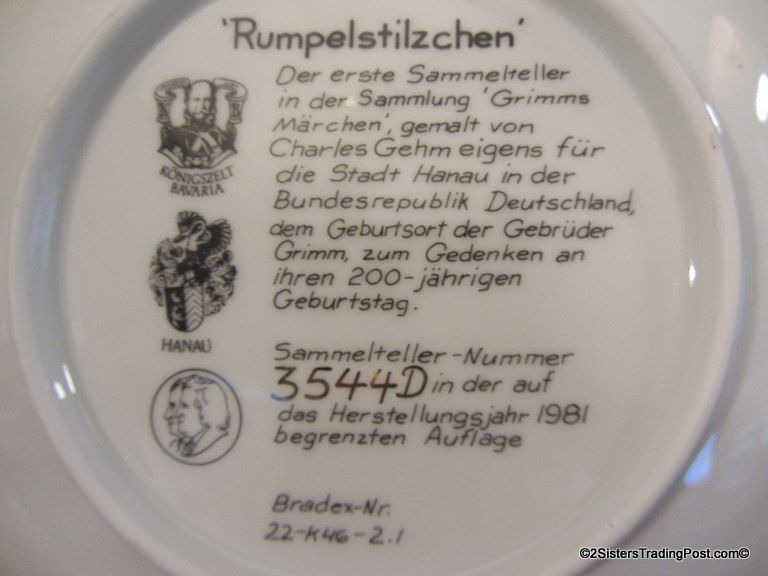 'Rumpelstilzchen'
Der erste Sammelteller
in der Sammlung 'Grimms
Märchen', gemalt von
Charles Gehm eigens für
die Stadt Hanau in der
Bundesrepublik Deutschland,
dem Geburtsort der Gebrüder
Grimm, zum Gedenken an
ihren 200-jährigen
Geburtstag.
KÖNIGSZELT
BAVARIA
HANAU
Sammelteller-Nummer
3544D in der auf
das Herstellungsjahr 1981
begrenzten Auflage
Bradex-Nr.
22-K46-2.1
©2SistersTradingPost.com©